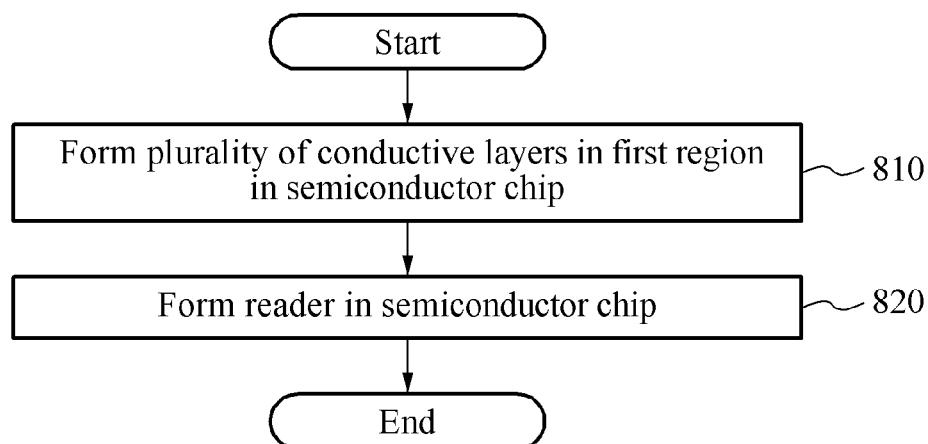 Start
Form plurality of conductive layers in first region
in semiconductor chip
810
Form reader in semiconductor chip
820
End